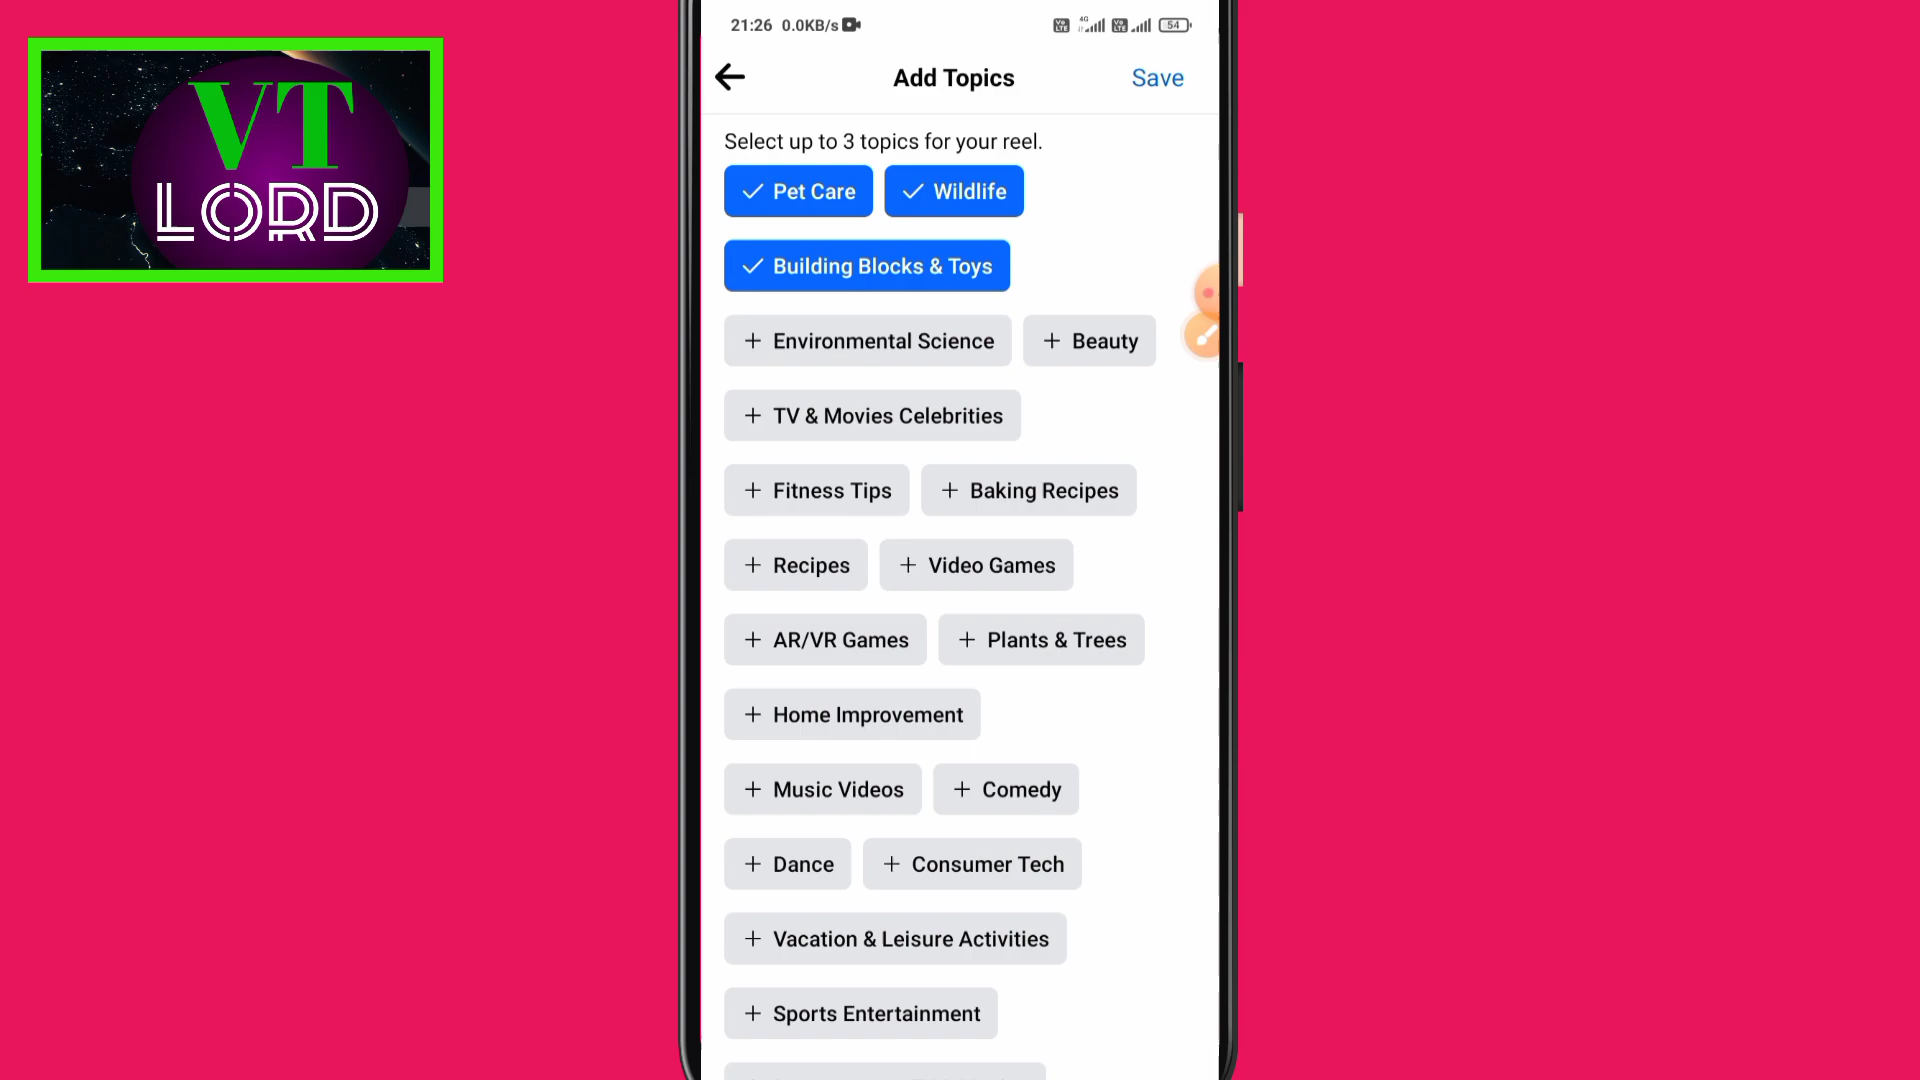 VT
LORD
21:26 0.0KB/s 4G 54
Add Topics Save
Select up to 3 topics for your reel.
Pet Care Wildlife
Building Blocks & Toys
+ Environmental Science + Beauty
+ TV & Movies Celebrities
+ Fitness Tips + Baking Recipes
+ Recipes + Video Games
+ AR/VR Games + Plants & Trees
+ Home Improvement
+ Music Videos + Comedy
+ Dance + Consumer Tech
+ Vacation & Leisure Activities
+ Sports Entertainment